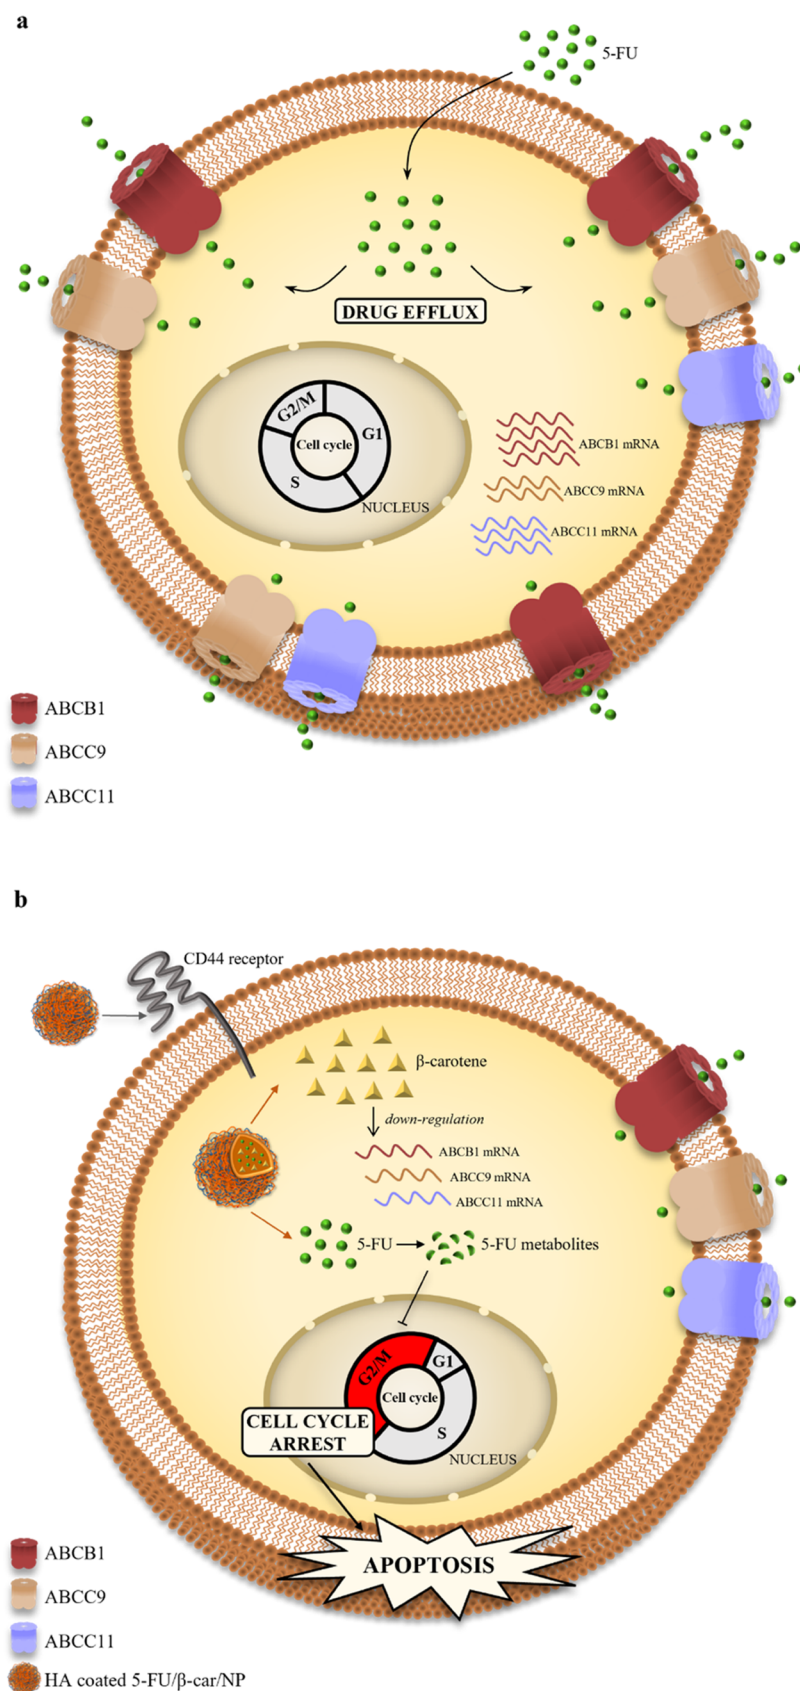 a
5-FU
DRUG EFFLUX
G2/M
G1
Cell cycle
S
NUCLEUS
ABCB1 mRNA
ABCC9 mRNA
ABCC11 mRNA
ABCB1
ABCC9
ABCC11
b
CD44 receptor
β-carotene
down-regulation
ABCB1 mRNA
ABCC9 mRNA
ABCC11 mRNA
5-FU
5-FU metabolites
G2/M
G1
Cell cycle
S
CELL CYCLE
ARREST
NUCLEUS
APOPTOSIS
ABCB1
ABCC9
ABCC11
HA coated 5-FU/β-car/NP